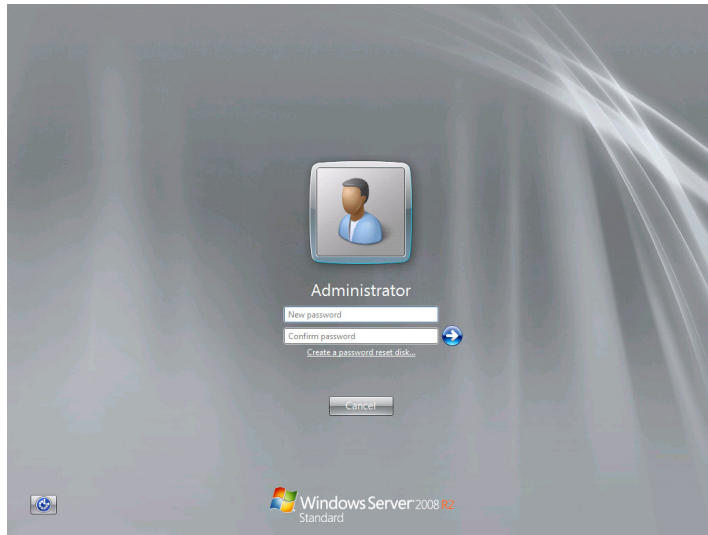 Administrator
New password
Confirm password
Create a password reset disk...
Cancel
Windows Server 2008 R2
Standard